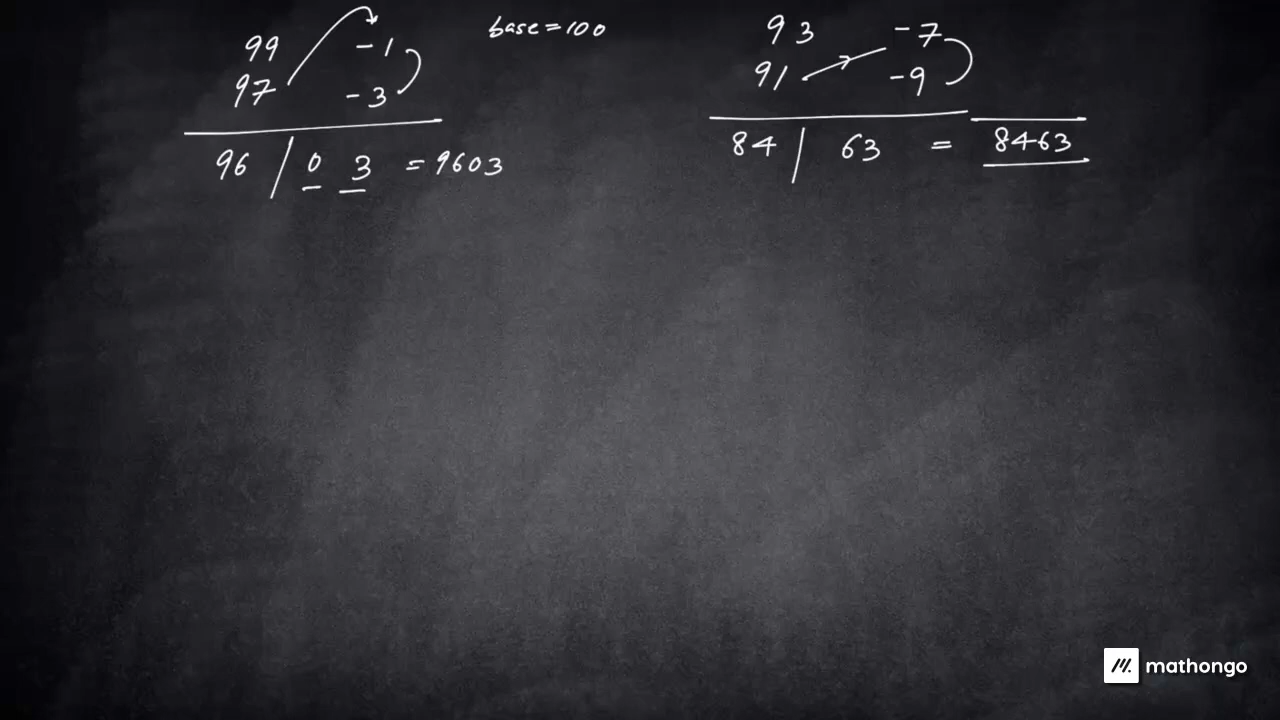 99 -1
97 -3
96 / 0 3 = 9603
base = 100
93 -7
91 -9
84 / 63 = 8463
mathongo